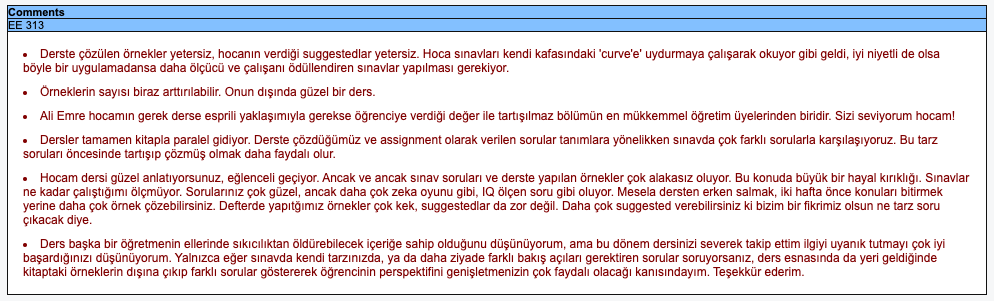 Comments
EE 313
• Derste çözülen örnekler yetersiz, hocanın verdiği suggestedlar yetersiz. Hoca sınavları kendi kafasındaki 'curve'e' uydurmaya çalışarak okuyor gibi geldi, iyi niyetli de olsa
böyle bir uygulamadansa daha ölçücü ve çalışanı ödüllendiren sınavlar yapılması gerekiyor.
• Örneklerin sayısı biraz arttırılabilir. Onun dışında güzel bir ders.
• Ali Emre hocamın gerek derse esprili yaklaşımıyla gerekse öğrenciye verdiği değer ile tartışılmaz bölümün en mükkemmel öğretim üyelerinden biridir. Sizi seviyorum hocam!
• Dersler tamamen kitapla paralel gidiyor. Derste çözdüğümüz ve assignment olarak verilen sorular tanımlara yönelikken sınavda çok farklı sorularla karşılaşıyoruz. Bu tarz
soruları öncesinde tartışıp çözmüş olmak daha faydalı olur.
• Hocam dersi güzel anlatıyorsunuz, eğlenceli geçiyor. Ancak ve ancak sınav soruları ve derste yapılan örnekler çok alakasız oluyor. Bu konuda büyük bir hayal kırıklığı. Sınavlar
ne kadar çalıştığımı ölçmüyor. Sorularınız çok güzel, ancak daha çok zeka oyunu gibi, IQ ölçen soru gibi oluyor. Mesela dersten erken salmak, iki hafta önce konuları bitirmek
yerine daha çok örnek çözebilirsiniz. Defterde yapıtğımız örnekler çok kek, suggestedlar da zor değil. Daha çok suggested verebilirsiniz ki bizim bir fikrimiz olsun ne tarz soru
çıkacak diye.
• Ders başka bir öğretmenin ellerinde sıkıcılıktan öldürebilecek içeriğe sahip olduğunu düşünüyorum, ama bu dönem dersinizi severek takip ettim ilgiyi uyanık tutmayı çok iyi
başardığınızı düşünüyorum. Yalnızca eğer sınavda kendi tarzınızda, ya da daha ziyade farklı bakış açıları gerektiren sorular soruyorsanız, ders esnasında da yeri geldiğinde
kitaptaki örneklerin dışına çıkıp farklı sorular göstererek öğrencinin perspektifini genişletmenizin çok faydalı olacağı kanısındayım. Teşekkür ederim.